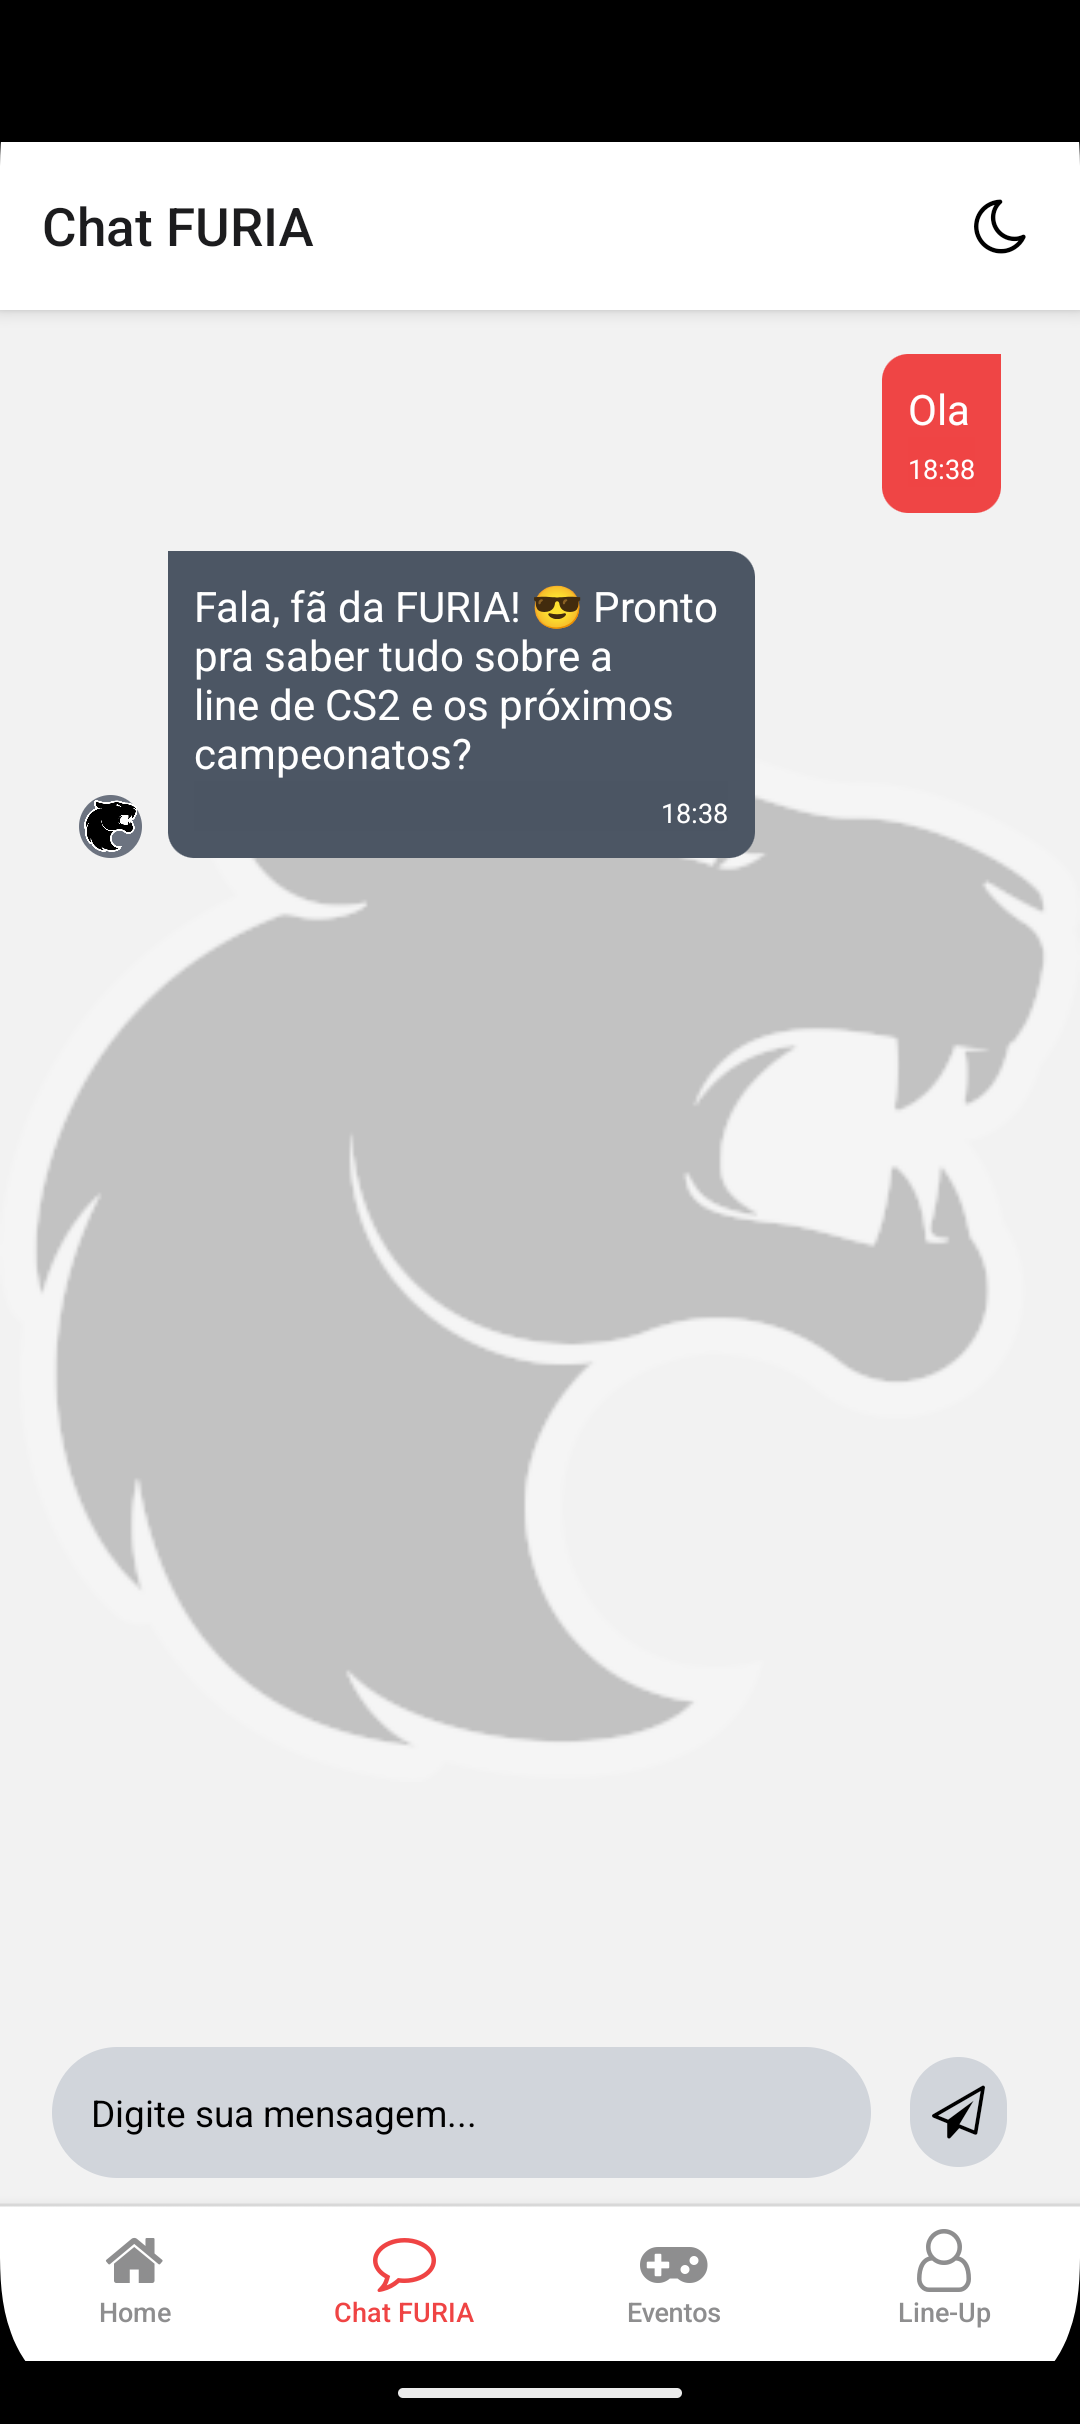 Chat FURIA
Ola
18:38
Fala, fã da FURIA! 😎 Pronto
pra saber tudo sobre a
line de CS2 e os próximos
campeonatos?
18:38
Digite sua mensagem...
Home
Chat FURIA
Eventos
Line-Up